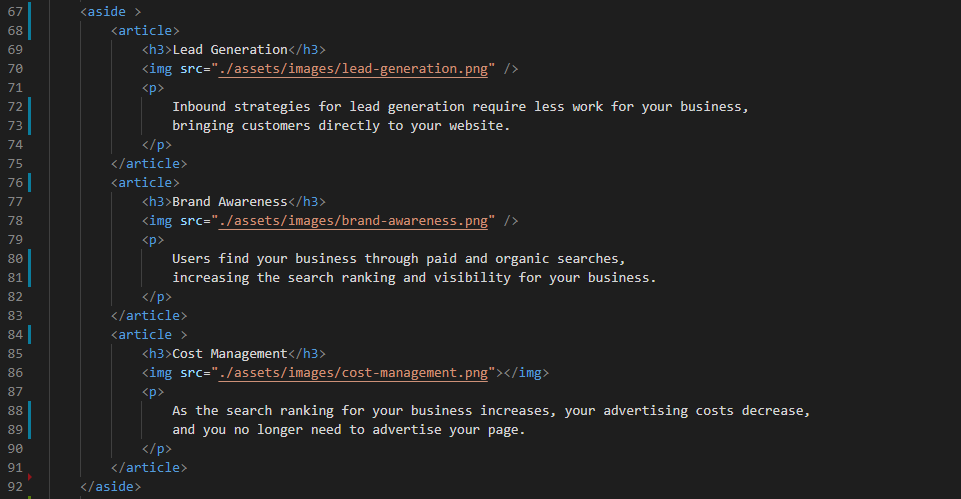 67 <aside >
68 <article>
69 <h3>Lead Generation</h3>
70 <img src="./assets/images/lead-generation.png" />
71 <p>
72 Inbound strategies for lead generation require less work for your business,
73 bringing customers directly to your website.
74 </p>
75 </article>
76 <article>
77 <h3>Brand Awareness</h3>
78 <img src="./assets/images/brand-awareness.png" />
79 <p>
80 Users find your business through paid and organic searches,
81 increasing the search ranking and visibility for your business.
82 </p>
83 </article>
84 <article >
85 <h3>Cost Management</h3>
86 <img src="./assets/images/cost-management.png"></img>
87 <p>
88 As the search ranking for your business increases, your advertising costs decrease,
89 and you no longer need to advertise your page.
90 </p>
91 </article>
92 </aside>